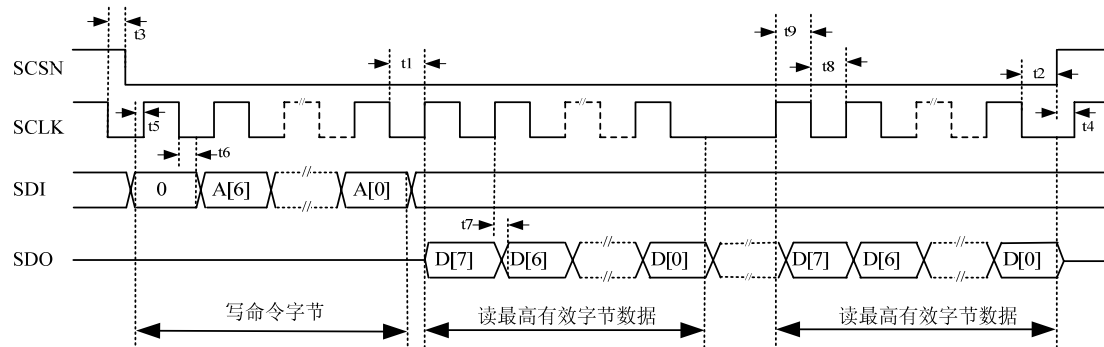 t3
t9
SCSN
t1
t8
t2
SCLK
t5
t4
t6
SDI
0
A[6]
A[0]
t7
SDO
D[7]
D[6]
D[0]
D[7]
D[6]
D[0]
写命令字节
读最高有效字节数据
读最高有效字节数据